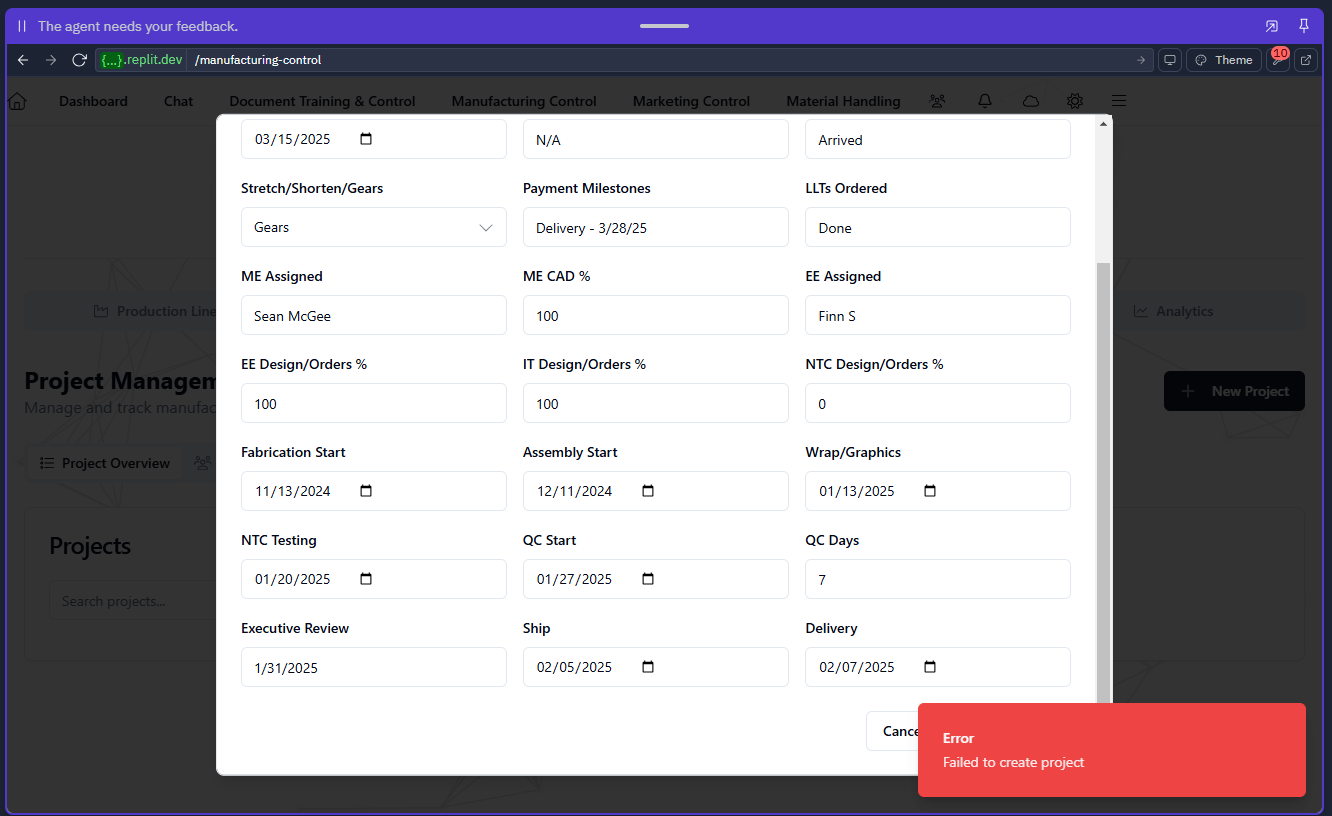 The agent needs your feedback.
{...}.replit.dev /manufacturing-control Theme 10
Dashboard Chat Document Training & Control Manufacturing Control Marketing Control Material Handling
03/15/2025 N/A Arrived
Stretch/Shorten/Gears Payment Milestones LLTs Ordered
Gears Delivery - 3/28/25 Done
ME Assigned ME CAD % EE Assigned
Sean McGee 100 Finn S
EE Design/Orders % IT Design/Orders % NTC Design/Orders %
100 100 0
Fabrication Start Assembly Start Wrap/Graphics
11/13/2024 12/11/2024 01/13/2025
NTC Testing QC Start QC Days
01/20/2025 01/27/2025 7
Executive Review Ship Delivery
1/31/2025 02/05/2025 02/07/2025
Cance
Production Line
Analytics
Project Managem
Manage and track manufac
New Project
Project Overview
Projects
Search projects...
Error
Failed to create project